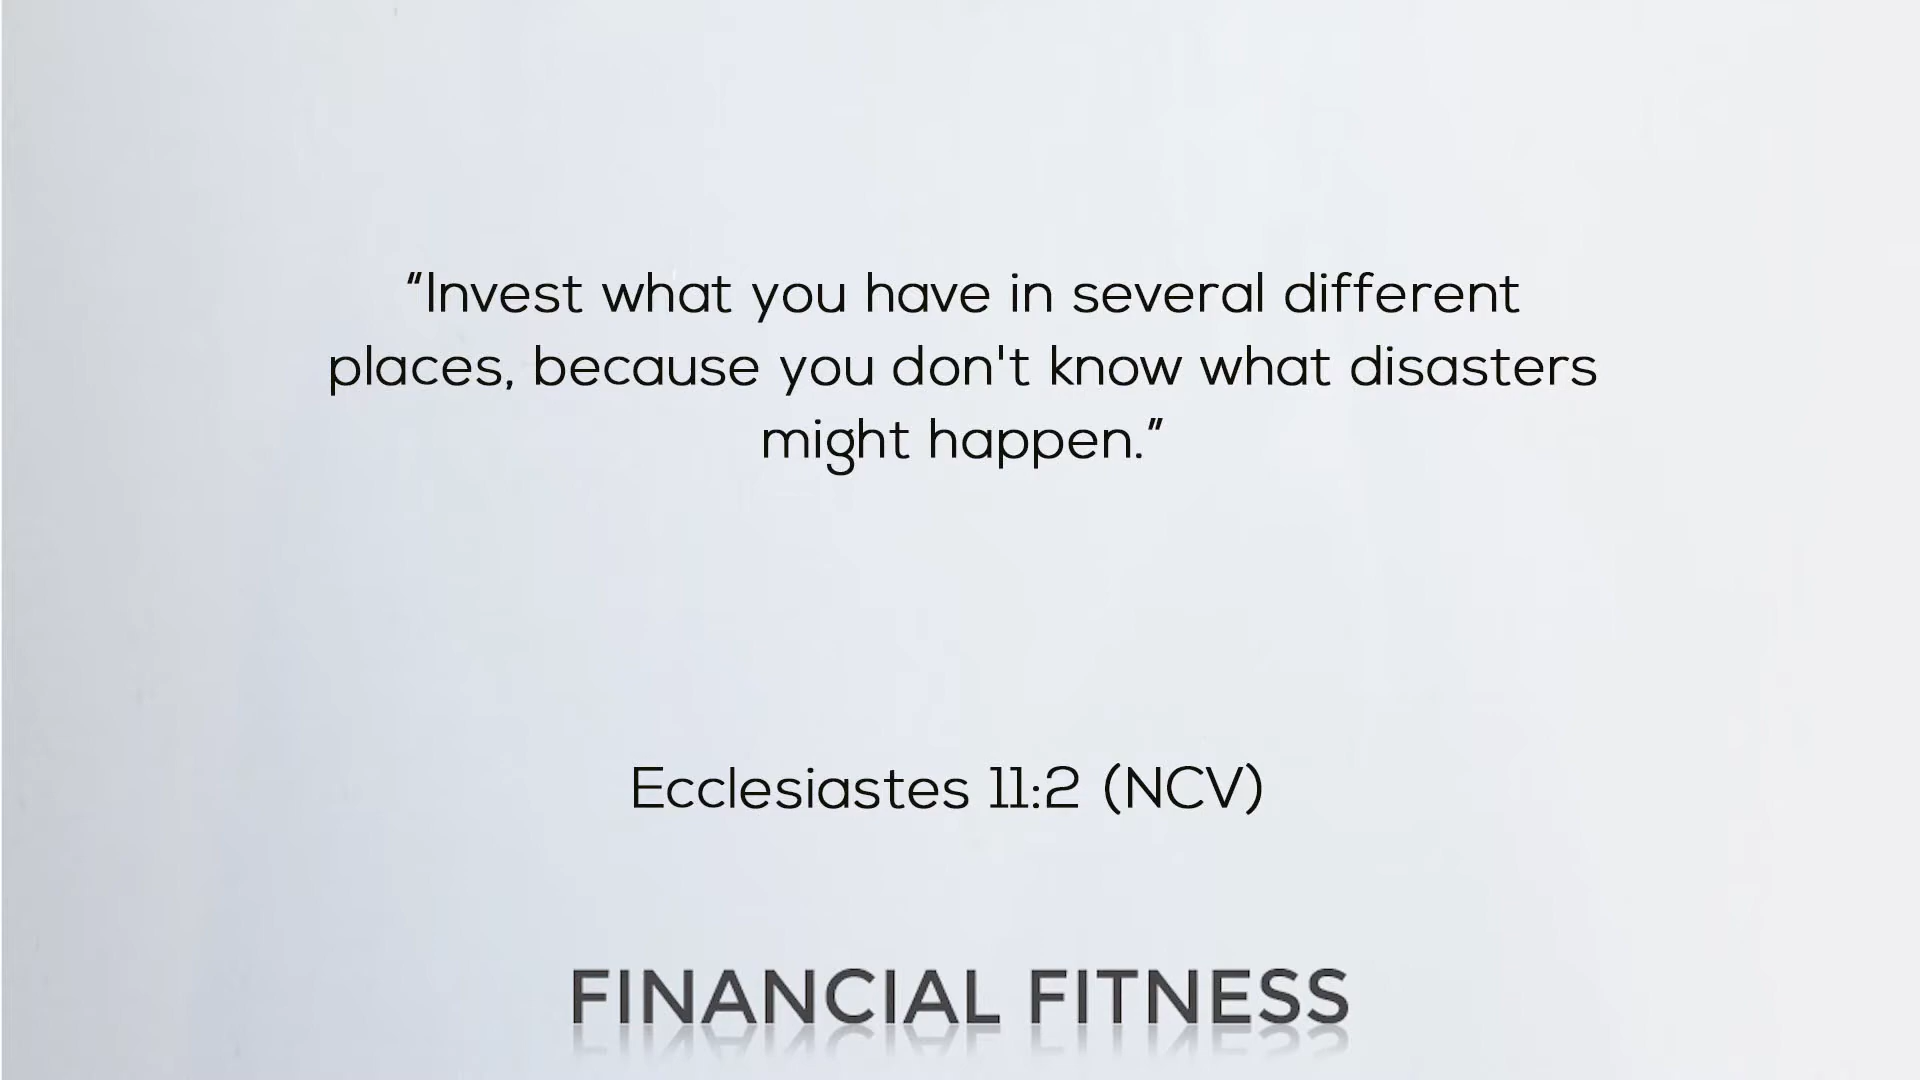 “Invest what you have in several different
places, because you don't know what disasters
might happen.”
Ecclesiastes 11:2 (NCV)
FINANCIAL FITNESS